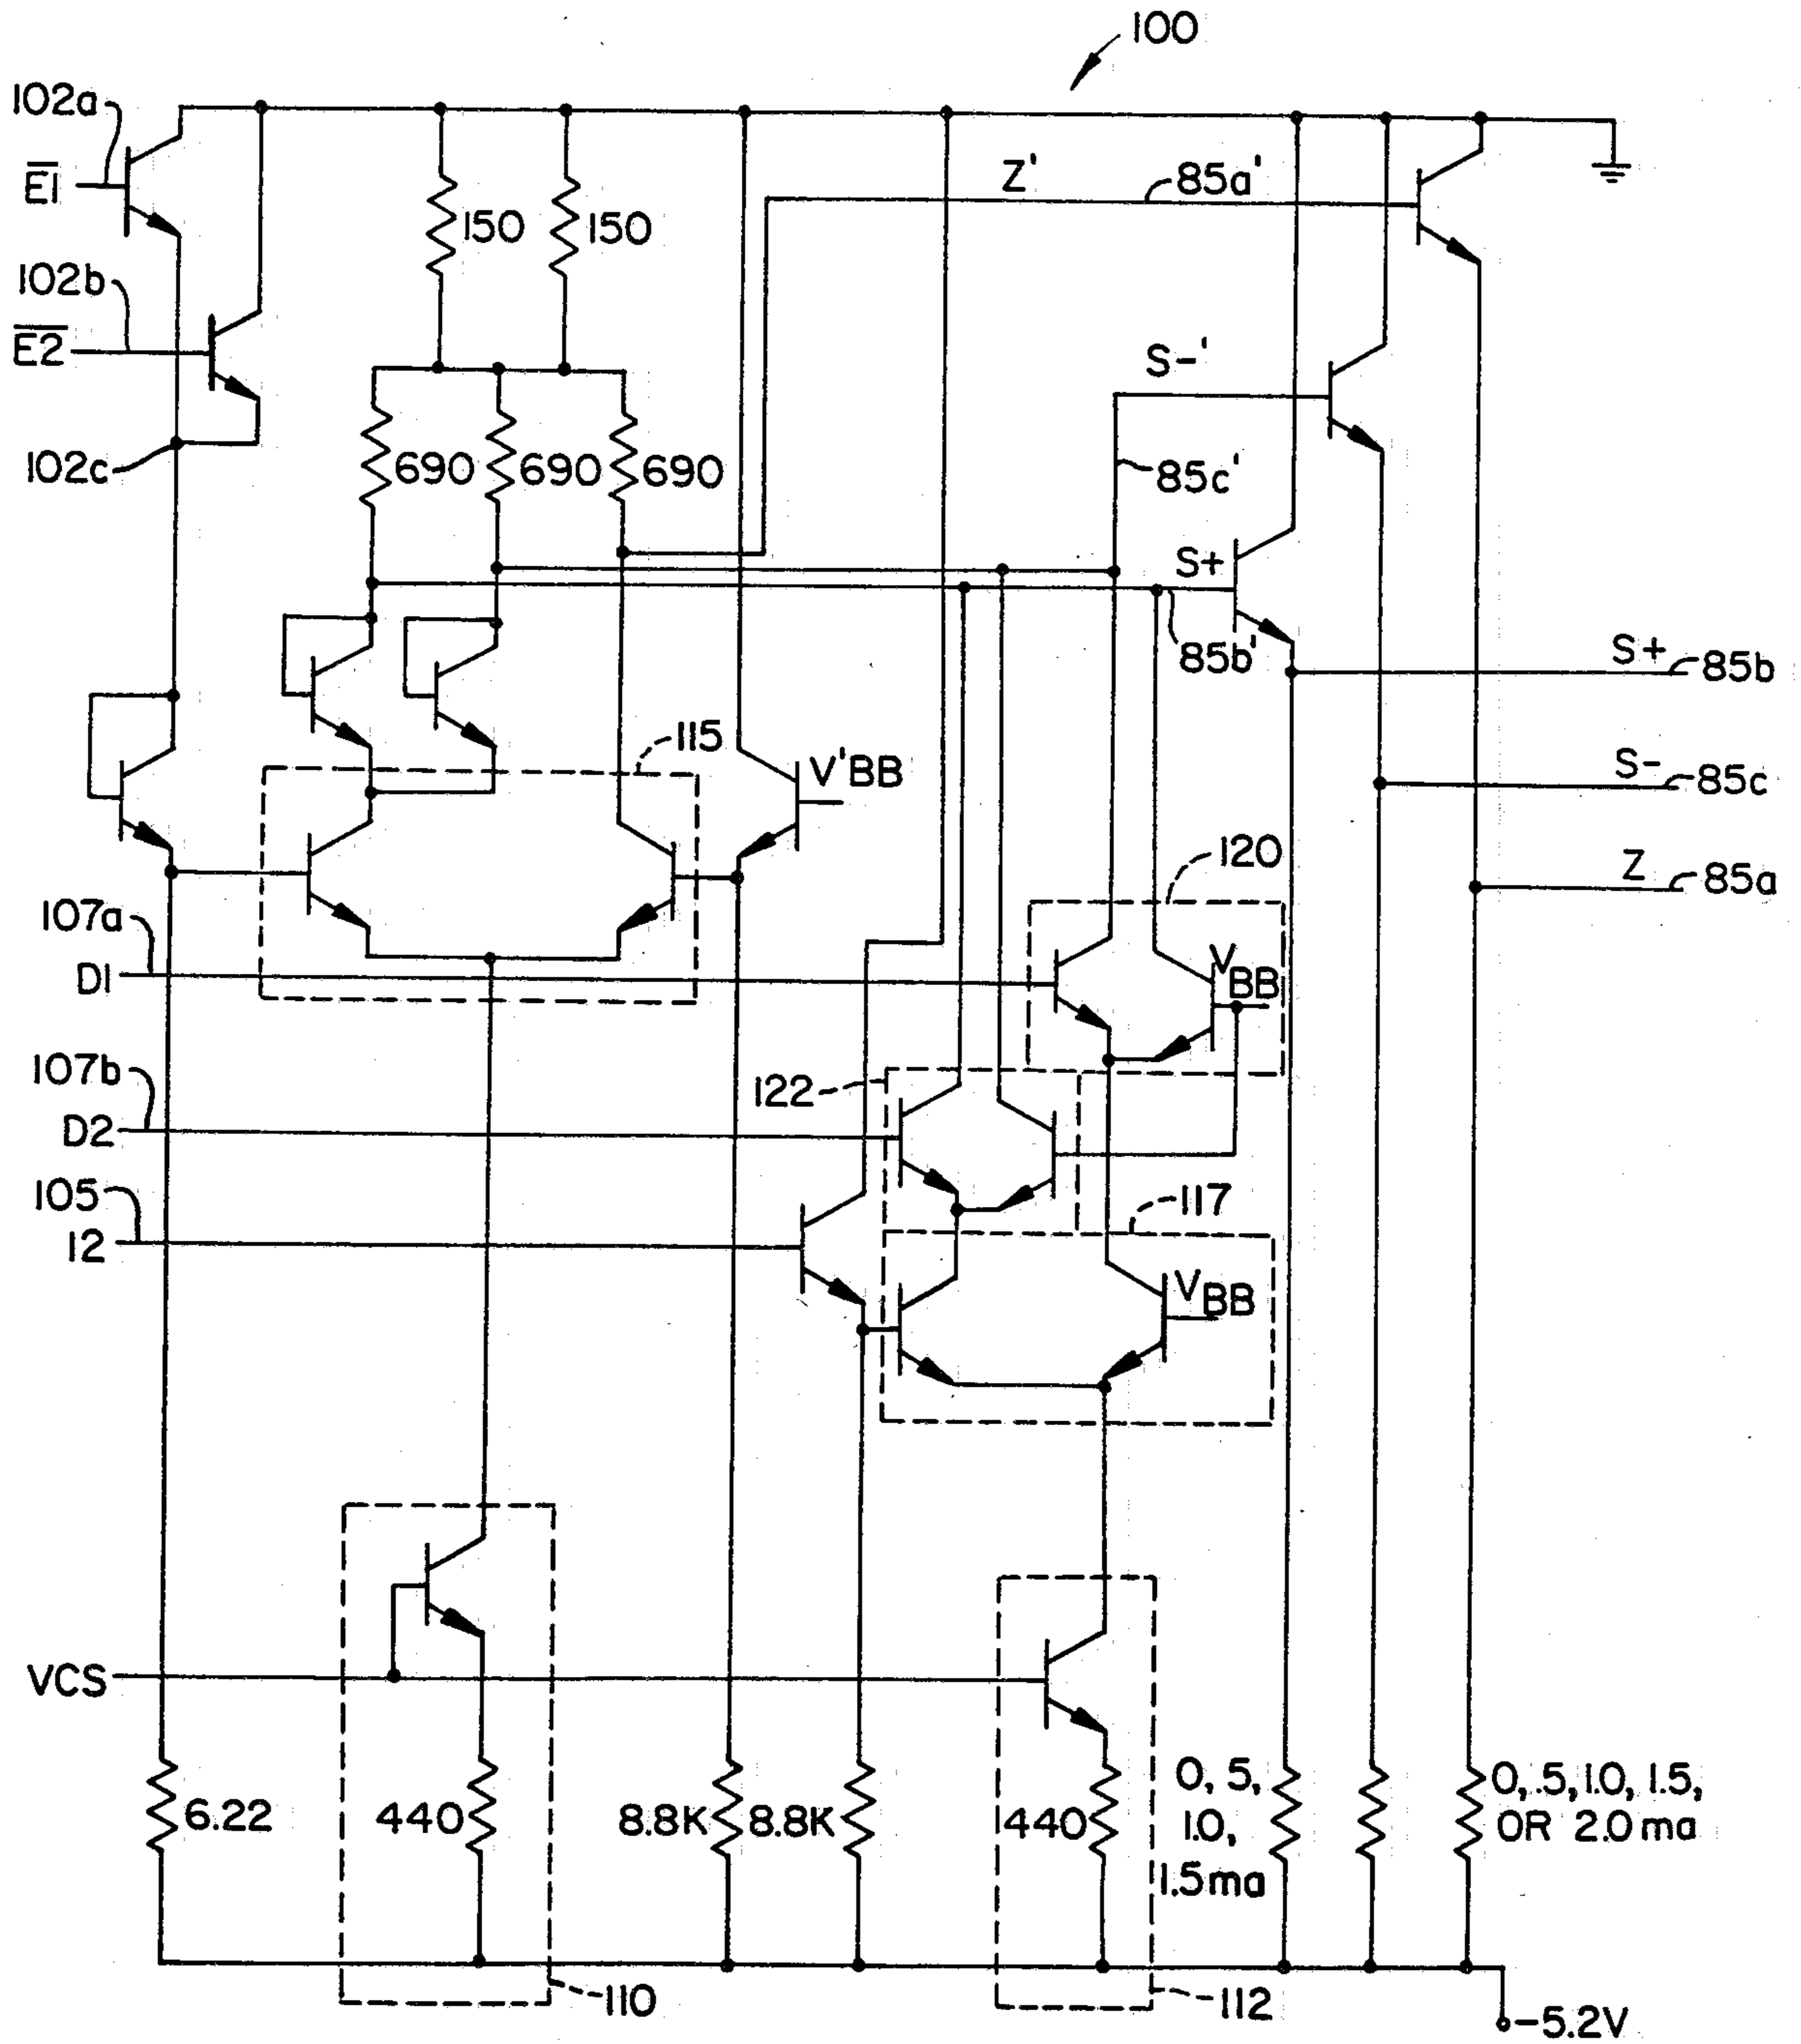 100
102a
E̅1̅
Z'
85a'
150
150
102b
E̅2̅
S-'
102c
690
690
690
85c'
S+
85b'
S+
85b
115
V'BB
S-
85c
120
Z
85a
107a
D1
VBB
107b
122
D2
117
105
I2
VBB
VCS
6.22
440
8.8K
8.8K
440
0, 5,
1.0,
1.5ma
0, .5, 1.0, 1.5,
OR 2.0 ma
110
112
-5.2V